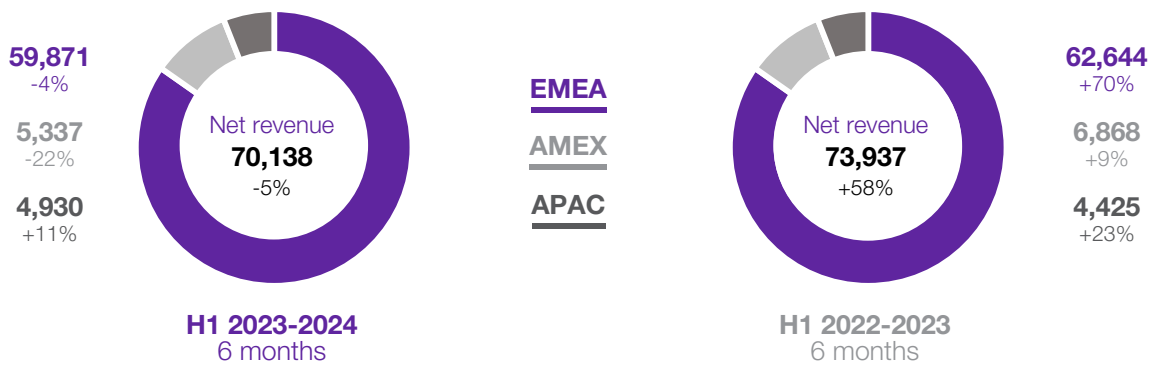 59,871
-4%
5,337
-22%
4,930
+11%
Net revenue
70,138
-5%
H1 2023-2024
6 months
EMEA
AMEX
APAC
Net revenue
73,937
+58%
H1 2022-2023
6 months
62,644
+70%
6,868
+9%
4,425
+23%